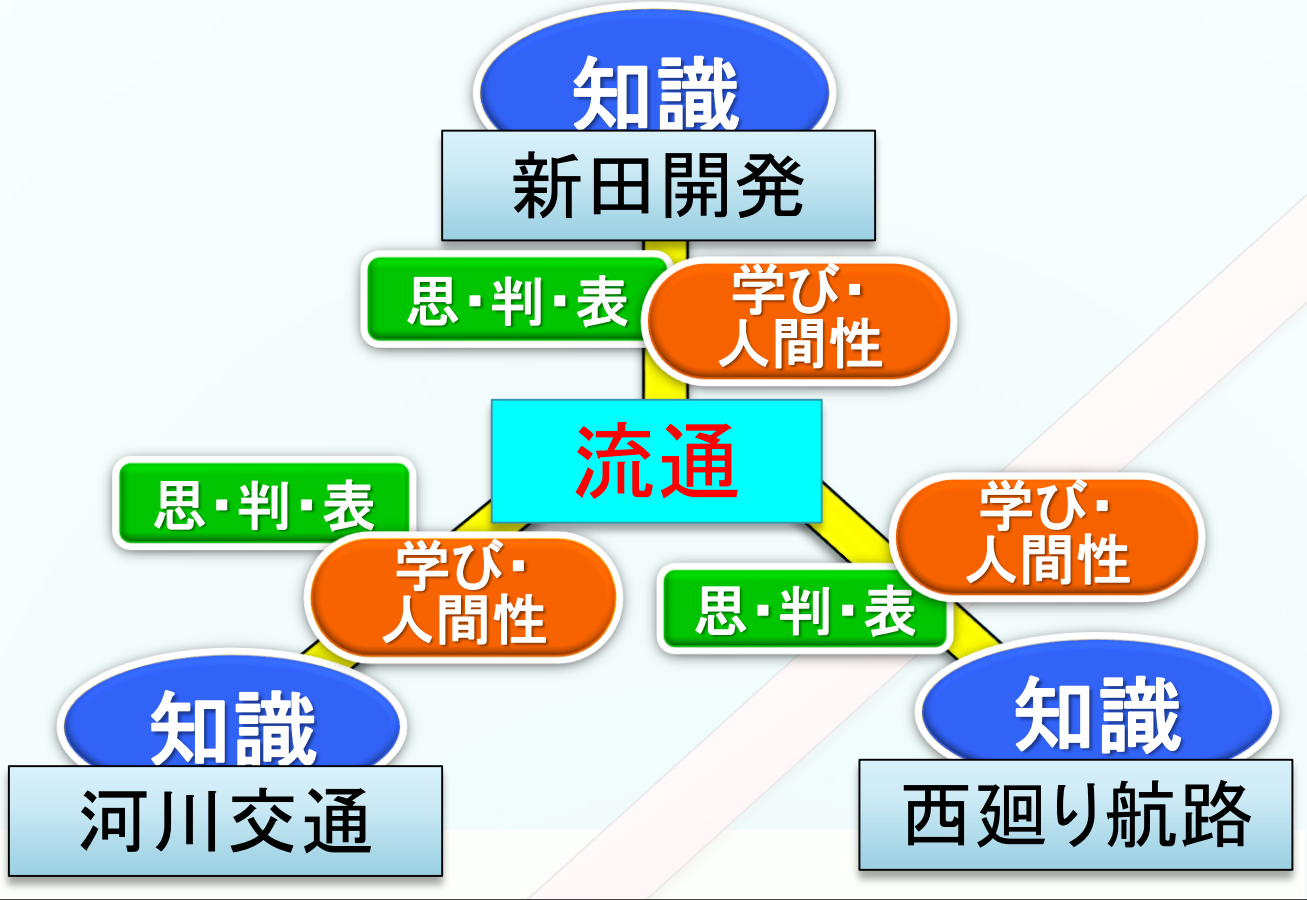 知識
新田開発
思・判・表
学び・
人間性
流通
思・判・表
学び・
人間性
学び・
人間性
思・判・表
知識
河川交通
知識
西廻り航路